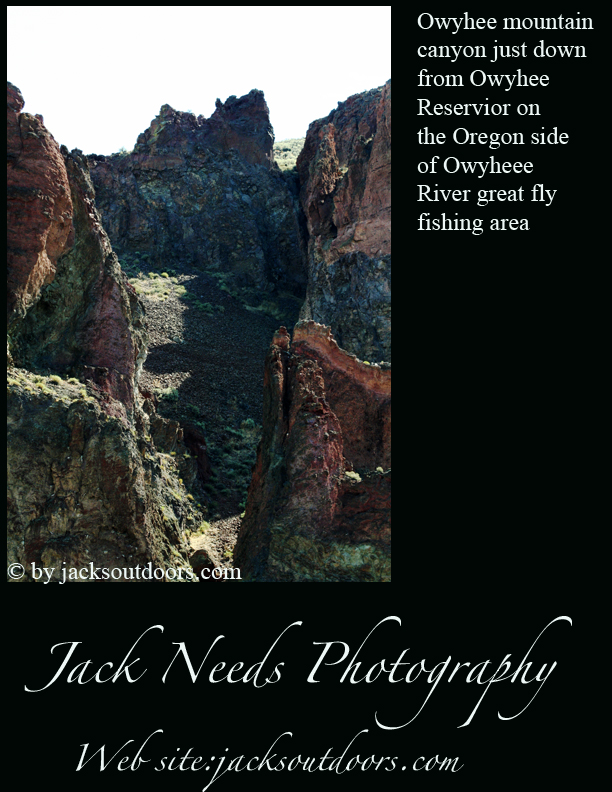 Owyhee mountain
canyon just down
from Owyhee
Reservior on
the Oregon side
of Owyheee
River great fly
fishing area
© by jacksoutdoors.com
Jack Needs Photography
Web site:jacksoutdoors.com